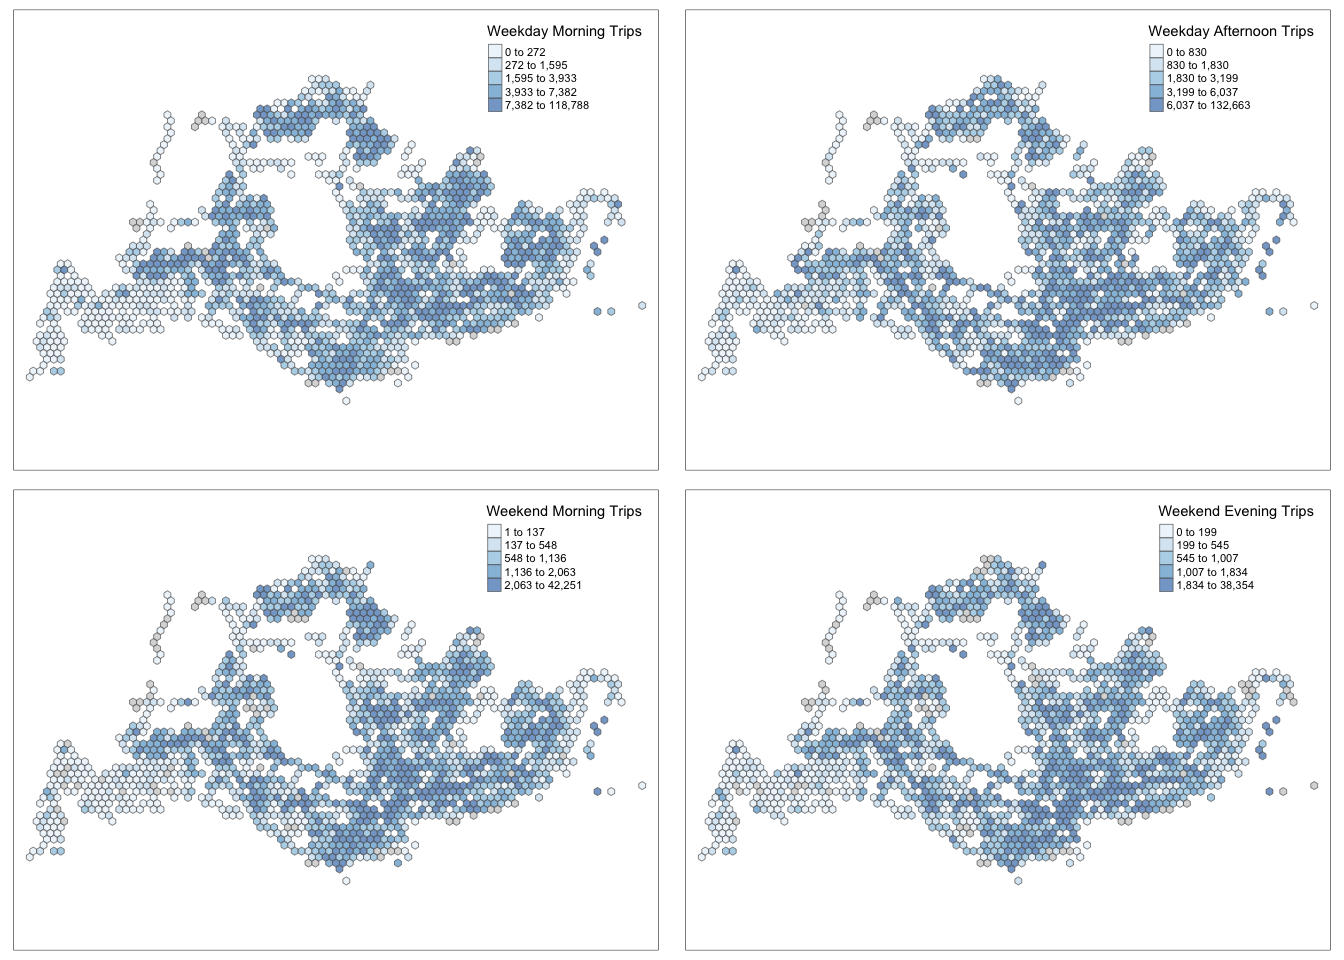 Weekday Morning Trips
0 to 272
272 to 1,595
1,595 to 3,933
3,933 to 7,382
7,382 to 118,788
Weekday Afternoon Trips
0 to 830
830 to 1,830
1,830 to 3,199
3,199 to 6,037
6,037 to 132,663
Weekend Morning Trips
1 to 137
137 to 548
548 to 1,136
1,136 to 2,063
2,063 to 42,251
Weekend Evening Trips
0 to 199
199 to 545
545 to 1,007
1,007 to 1,834
1,834 to 38,354